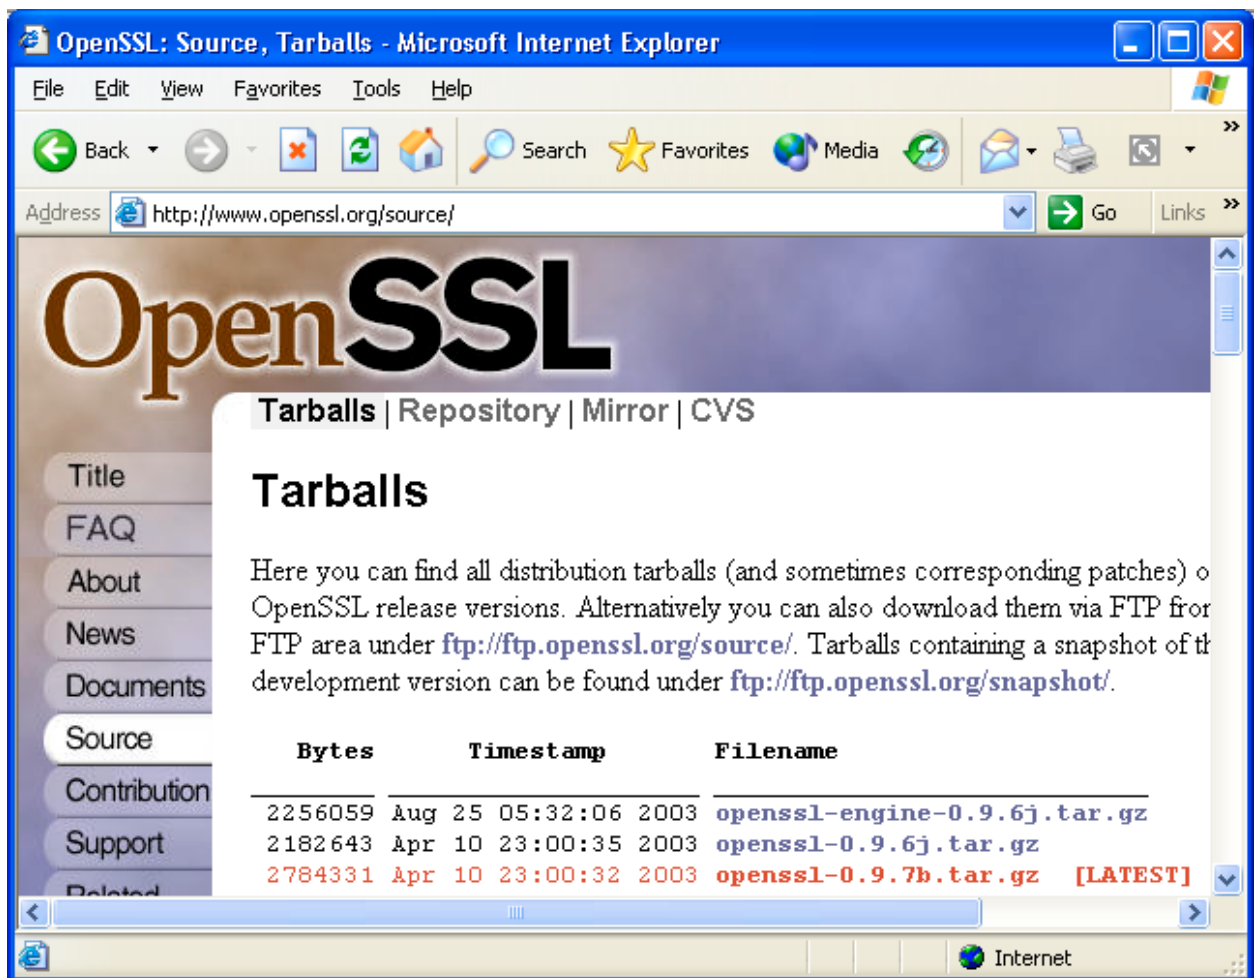 OpenSSL: Source, Tarballs - Microsoft Internet Explorer
File Edit View Favorites Tools Help
Back Search Favorites Media »
Address http://www.openssl.org/source/ Go Links »
OpenSSL
Tarballs | Repository | Mirror | CVS
Title
FAQ
About
News
Documents
Source
Contribution
Support
Related
Tarballs
Here you can find all distribution tarballs (and sometimes corresponding patches) o
OpenSSL release versions. Alternatively you can also download them via FTP from
FTP area under ftp://ftp.openssl.org/source/. Tarballs containing a snapshot of th
development version can be found under ftp://ftp.openssl.org/snapshot/.
Bytes Timestamp Filename
2256059 Aug 25 05:32:06 2003 openssl-engine-0.9.6j.tar.gz
2182643 Apr 10 23:00:35 2003 openssl-0.9.6j.tar.gz
2784331 Apr 10 23:00:32 2003 openssl-0.9.7b.tar.gz [LATEST]
Internet